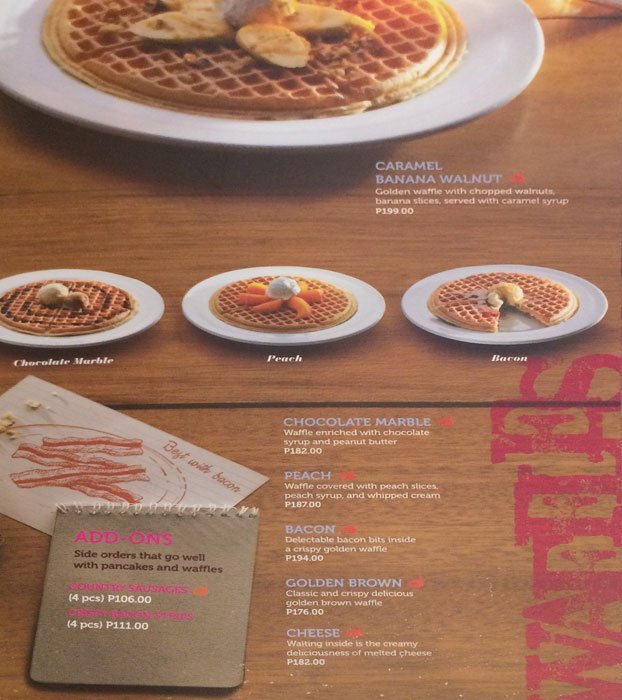 CARAMEL
BANANA WALNUT
Golden waffle with chopped walnuts,
banana slices, served with caramel syrup
P199.00
Chocolate Marble
Peach
Bacon
Best with bacon
ADD-ONS
Side orders that go well
with pancakes and waffles
COUNTRY SAUSAGES
(4 pcs) P106.00
CRISPY BACON STRIPS
(4 pcs) P111.00
CHOCOLATE MARBLE
Waffle enriched with chocolate
syrup and peanut butter
P182.00
PEACH
Waffle covered with peach slices,
peach syrup, and whipped cream
P187.00
BACON
Delectable bacon bits inside
a crispy golden waffle
P194.00
GOLDEN BROWN
Classic and crispy delicious
golden brown waffle
P176.00
CHEESE
Waiting inside is the creamy
deliciousness of melted cheese
P182.00
WAFFLES